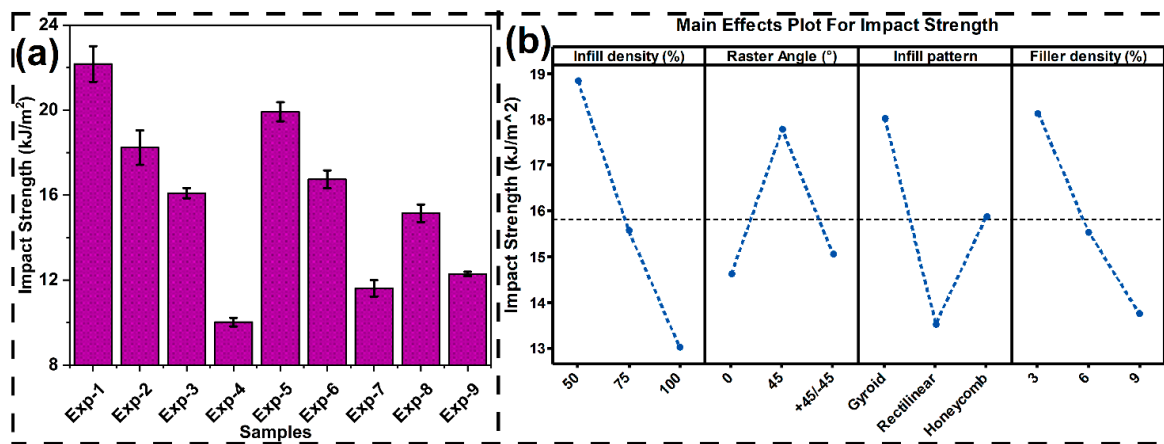 (a)
Impact Strength (kJ/m²)
24
20
16
12
8
Exp-1 Exp-2 Exp-3 Exp-4 Exp-5 Exp-6 Exp-7 Exp-8 Exp-9
Samples
(b)
Main Effects Plot For Impact Strength
Infill density (%) Raster Angle (°) Infill pattern Filler density (%)
Impact Strength (kJ/m^2)
19
18
17
16
15
14
13
50 75 100 0 45 +45/-45 Gyroid Rectilinear Honeycomb 3 6 9